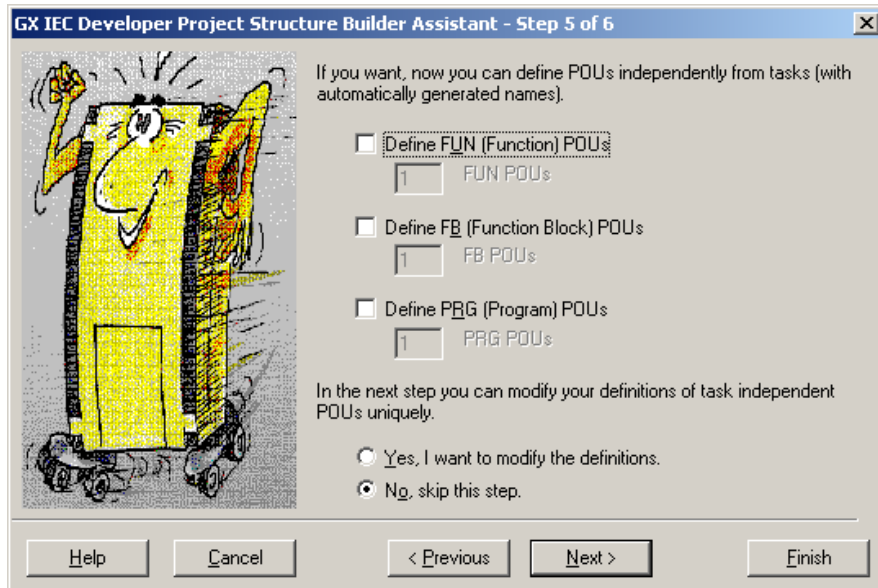 GX IEC Developer Project Structure Builder Assistant - Step 5 of 6
If you want, now you can define POUs independently from tasks (with
automatically generated names).
Define FUN (Function) POUs
1 FUN POUs
Define FB (Function Block) POUs
1 FB POUs
Define PRG (Program) POUs
1 PRG POUs
In the next step you can modify your definitions of task independent
POUs uniquely.
Yes, I want to modify the definitions.
No, skip this step.
Help Cancel < Previous Next > Finish